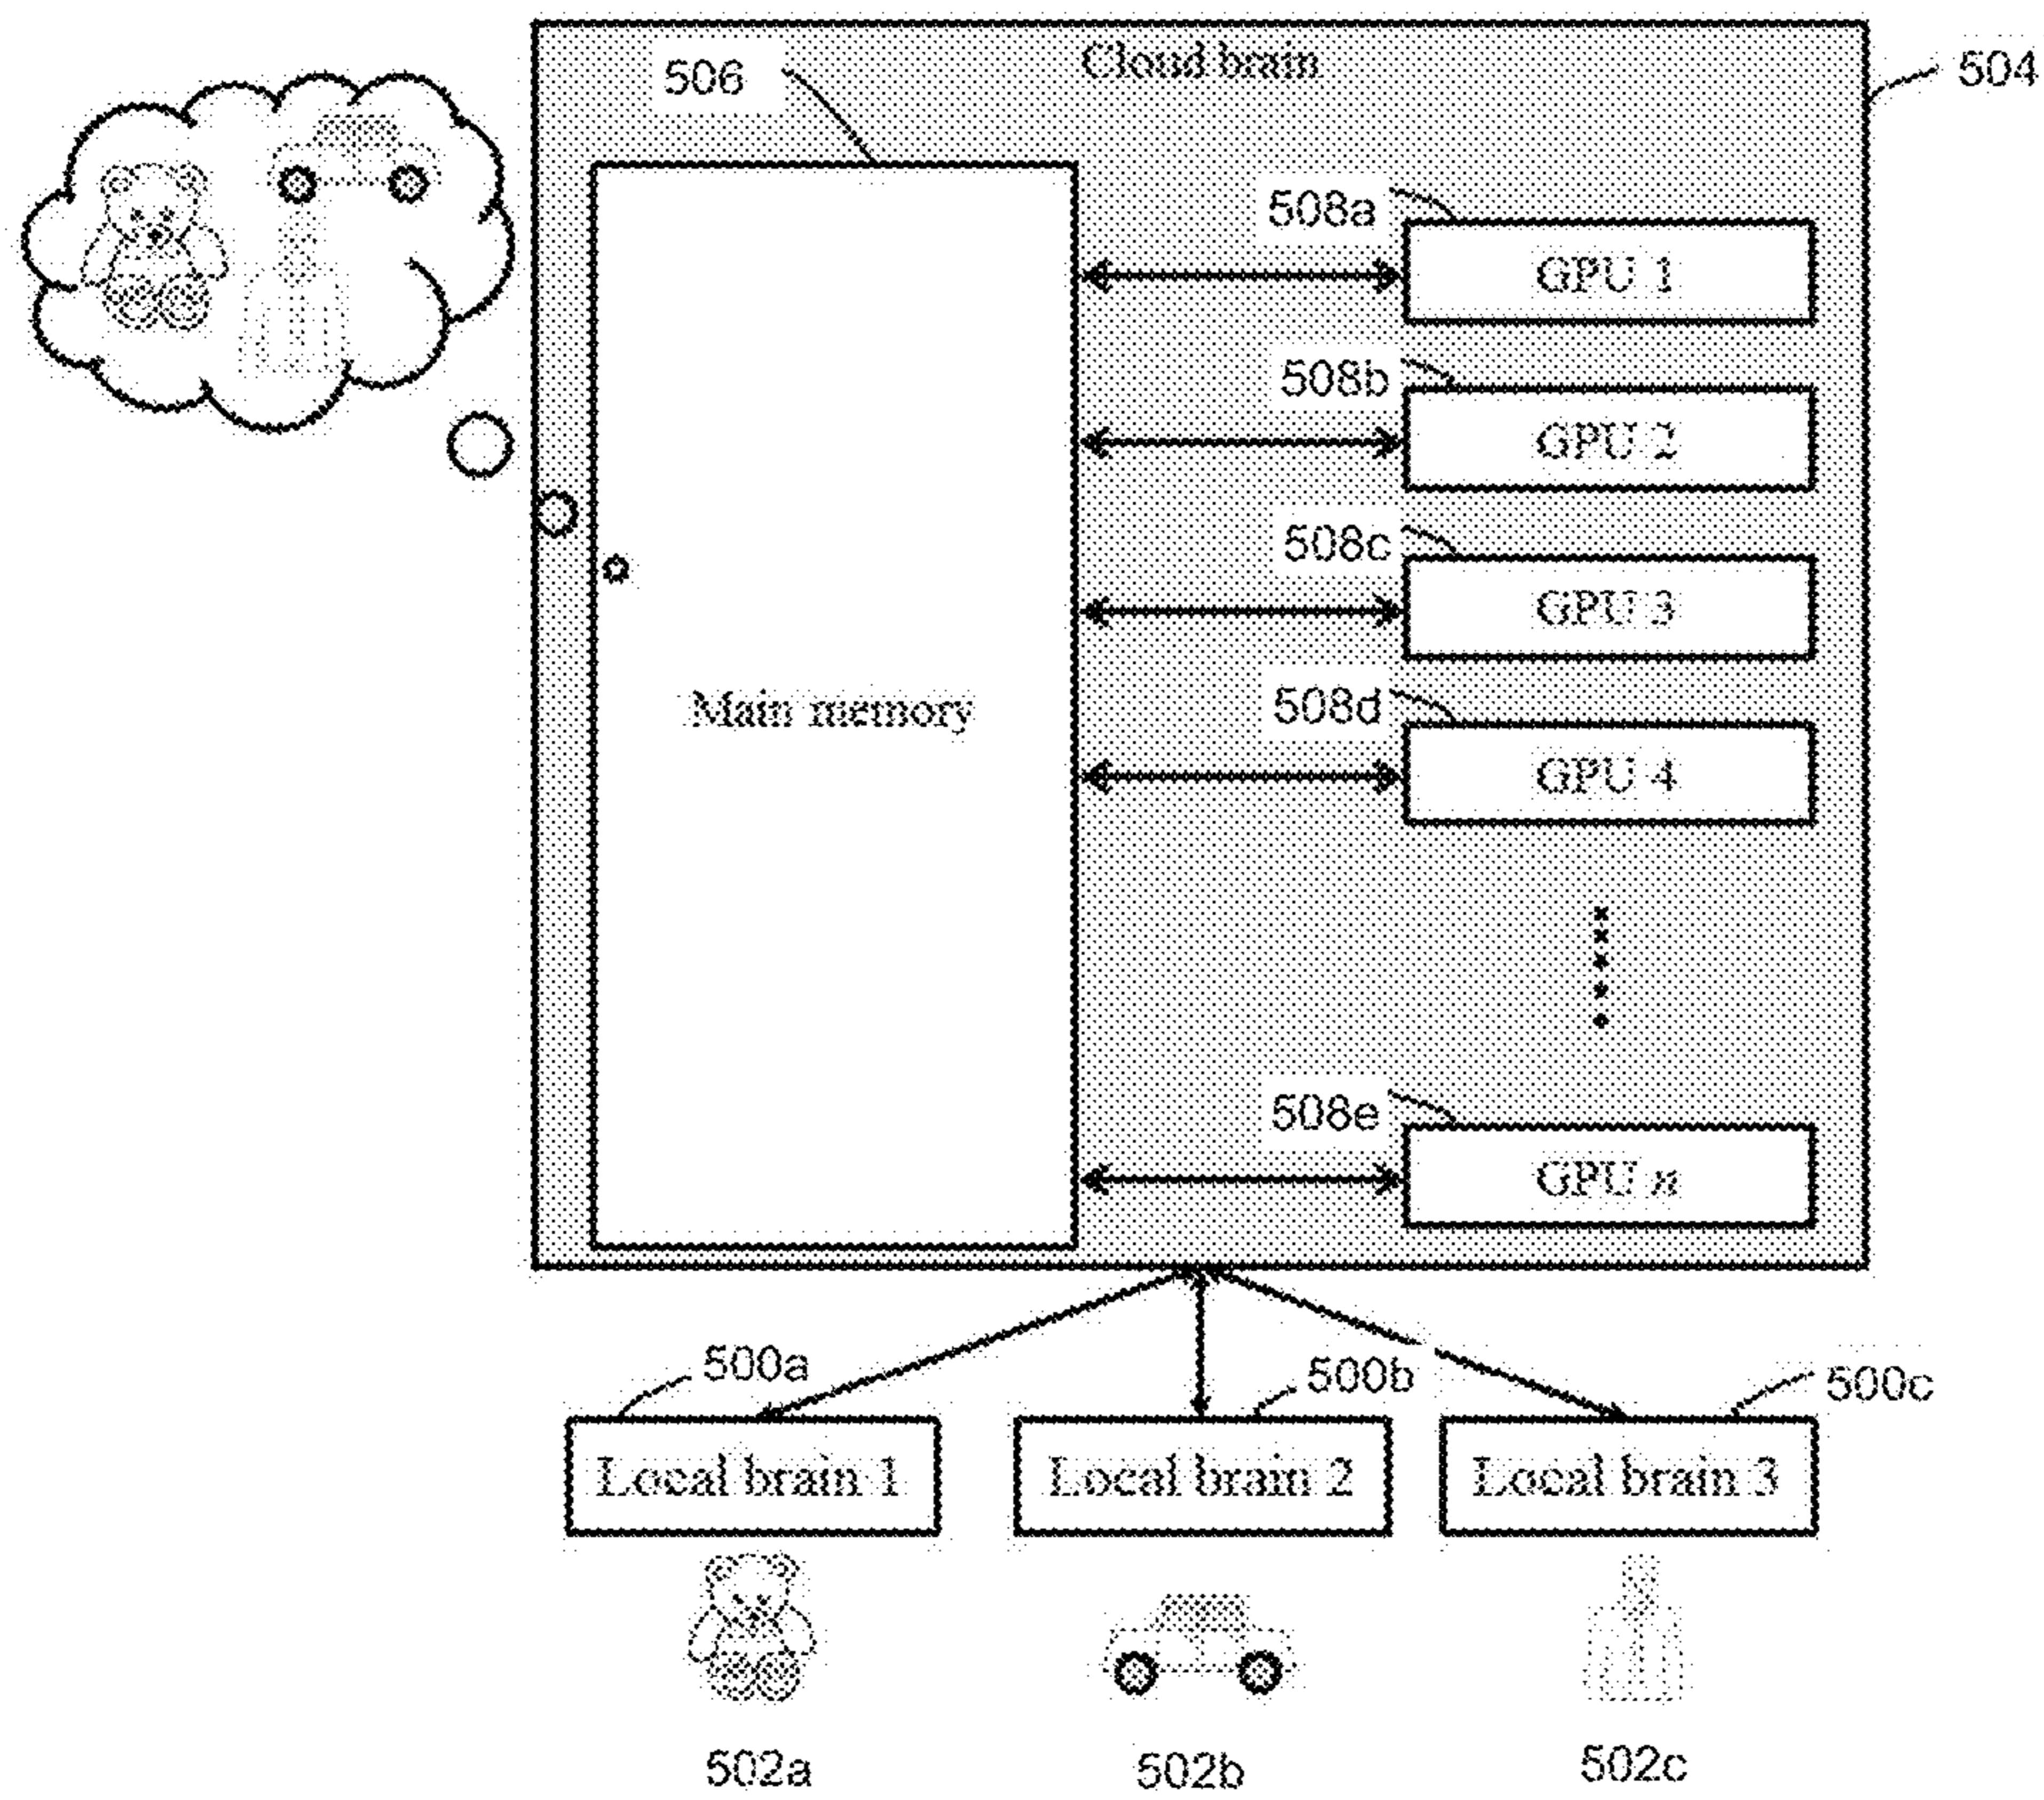 Cloud brain
504
506
508a
GPU 1
508b
GPU 2
508c
GPU 3
Main memory
508d
GPU 4
508e
GPU n
500a
500b
500c
Local brain 1
Local brain 2
Local brain 3
502a
502b
502c